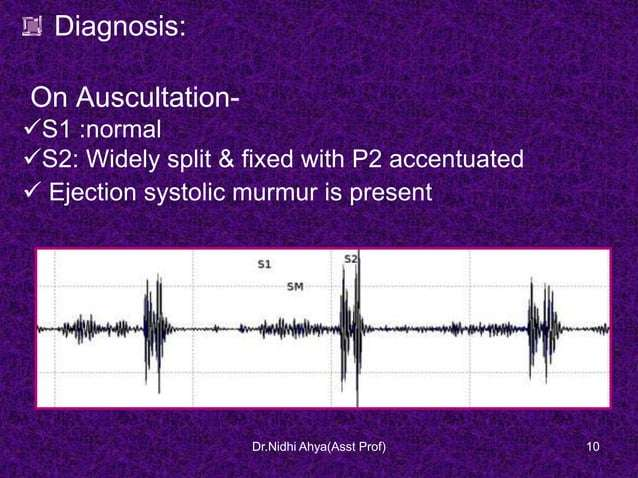 Diagnosis:
On Auscultation-
✓S1 :normal
✓S2: Widely split & fixed with P2 accentuated
✓ Ejection systolic murmur is present
S1
S2
SM
Dr.Nidhi Ahya(Asst Prof)
10